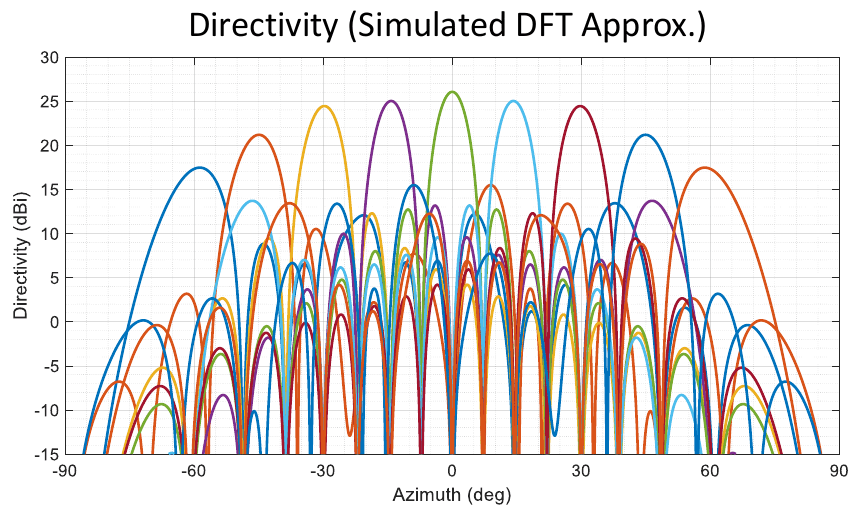 Directivity (Simulated DFT Approx.)
30
25
20
15
10
5
0
-5
-10
-15
Directivity (dBi)
-90 -60 -30 0 30 60 90
Azimuth (deg)